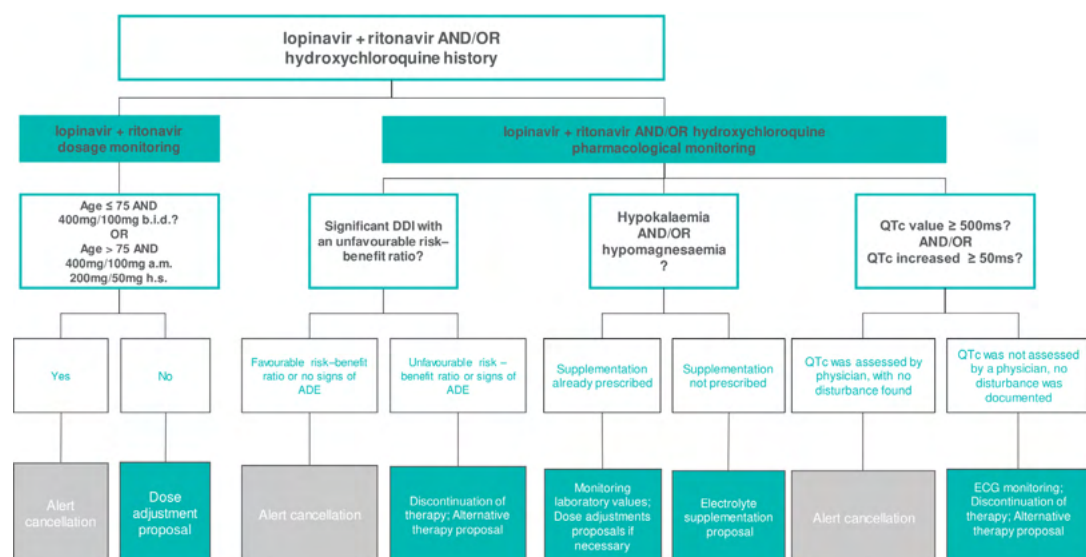 lopinavir + ritonavir AND/OR
hydroxychloroquine history
lopinavir + ritonavir
dosage monitoring
lopinavir + ritonavir AND/OR hydroxychloroquine
pharmacological monitoring
Age ≤ 75 AND
400mg/100mg b.i.d.?
OR
Age > 75 AND
400mg/100mg a.m.
200mg/50mg h.s.
Significant DDI with
an unfavourable risk–
benefit ratio?
Hypokalaemia
AND/OR
hypomagnesaemia
?
QTc value ≥ 500ms?
AND/OR
QTc increased ≥ 50ms?
Yes
No
Favourable risk–benefit
ratio or no signs of
ADE
Unfavourable risk –
benefit ratio or signs of
ADE
Supplementation
already prescribed
Supplementation
not prescribed
QTc was assessed by
physician, with no
disturbance found
QTc was not assessed
by a physician, no
disturbance was
documented
Alert
cancellation
Dose
adjustment
proposal
Alert cancellation
Discontinuation of
therapy; Alternative
therapy proposal
Monitoring
laboratory values;
Dose adjustments
proposals if
necessary
Electrolyte
supplementation
proposal
Alert cancellation
ECG monitoring;
Discontinuation of
therapy; Alternative
therapy proposal